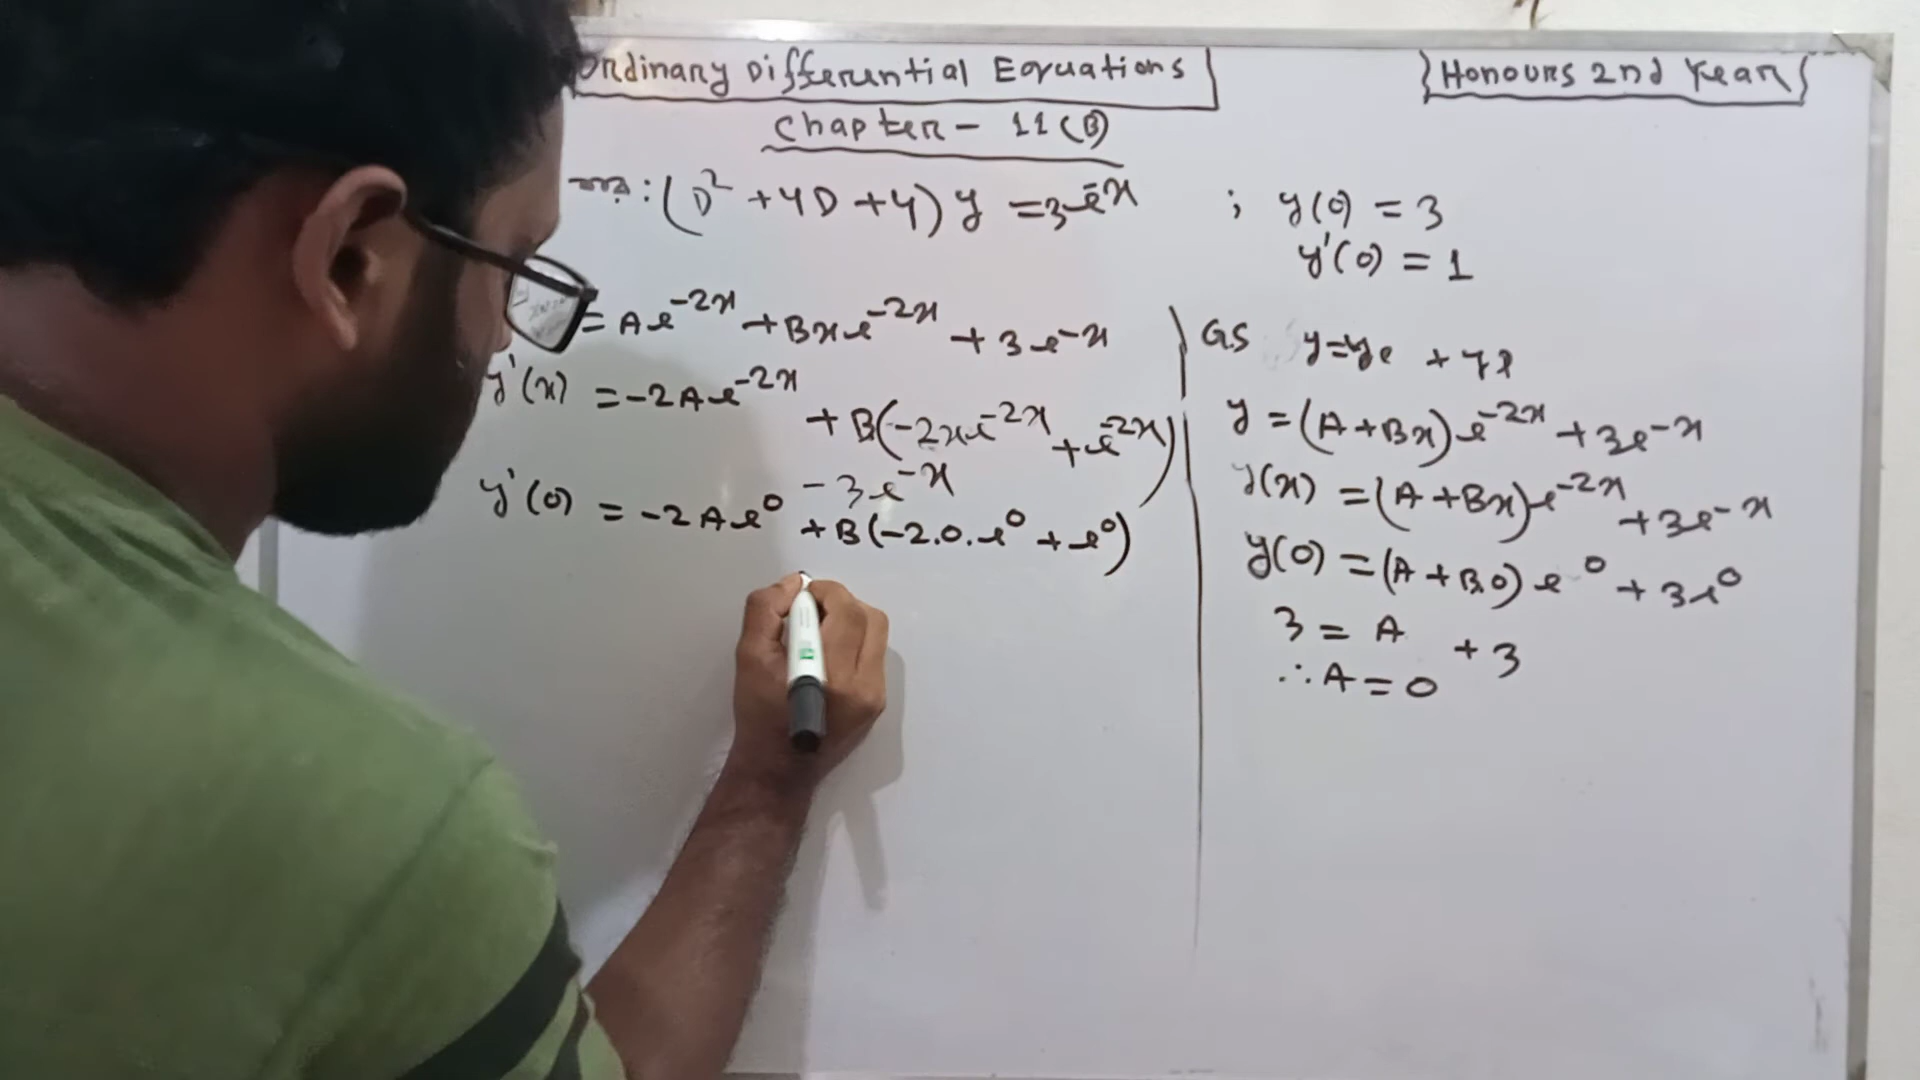 Ordinary Differential Equations
Honours 2nd Year
Chapter - 11(B)
(D² + 4D + 4) y = 3e⁻ˣ ; y(0) = 3
y'(0) = 1
= Ae⁻²ˣ + Bxe⁻²ˣ + 3e⁻ˣ
y'(x) = -2Ae⁻²ˣ
+ B(-2xe⁻²ˣ + e⁻²ˣ)
- 3e⁻ˣ
y'(0) = -2Ae⁰ + B(-2.0.e⁰ + e⁰)
GS y = yc + yp
y = (A + Bx)e⁻²ˣ + 3e⁻ˣ
y(x) = (A + Bx)e⁻²ˣ + 3e⁻ˣ
y(0) = (A + B.0) e⁰ + 3e⁰
3 = A + 3
∴ A = 0